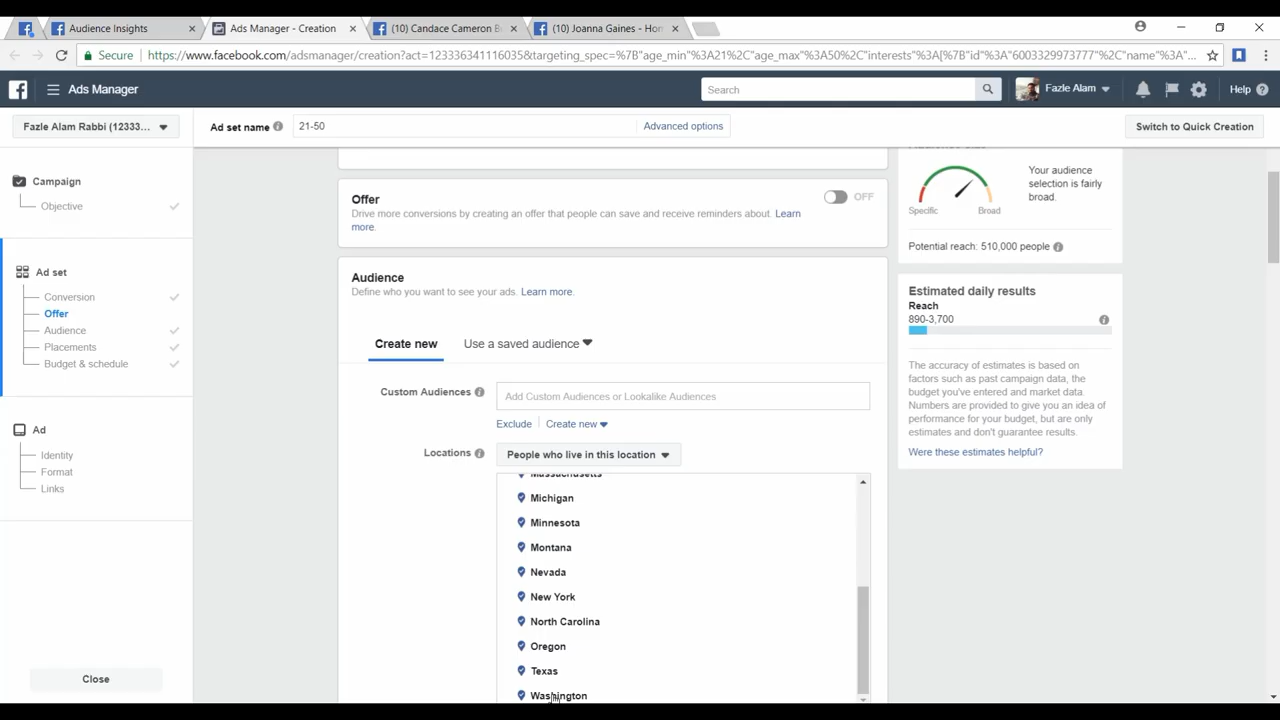 Audience Insights
Ads Manager - Creation
(10) Candace Cameron B
(10) Joanna Gaines - Hom
Secure
https://www.facebook.com/adsmanager/creation?act=1233363411160​35&targeting_spec=%7B"age_min"%3A21%2C"age_max"%3A50%2C"interests"%3A[%7B"id"%3A"6003329973777"%2C"name"%3A"...
Ads Manager
Search
Fazle Alam
Help
Fazle Alam Rabbi (12333...
Ad set name
21-50
Advanced options
Switch to Quick Creation
Campaign
Objective
Ad set
Conversion
Offer
Audience
Placements
Budget & schedule
Ad
Identity
Format
Links
Close
Offer
OFF
Drive more conversions by creating an offer that people can save and receive reminders about. Learn
more.
Audience
Define who you want to see your ads. Learn more.
Create new
Use a saved audience
Custom Audiences
Add Custom Audiences or Lookalike Audiences
Exclude
Create new
Locations
People who live in this location
Massachusetts
Michigan
Minnesota
Montana
Nevada
New York
North Carolina
Oregon
Texas
Washington
Your audience
selection is fairly
broad.
Specific
Broad
Potential reach: 510,000 people
Estimated daily results
Reach
890-3,700
The accuracy of estimates is based on
factors such as past campaign data, the
budget you've entered and market data.
Numbers are provided to give you an idea of
performance for your budget, but are only
estimates and don't guarantee results.
Were these estimates helpful?